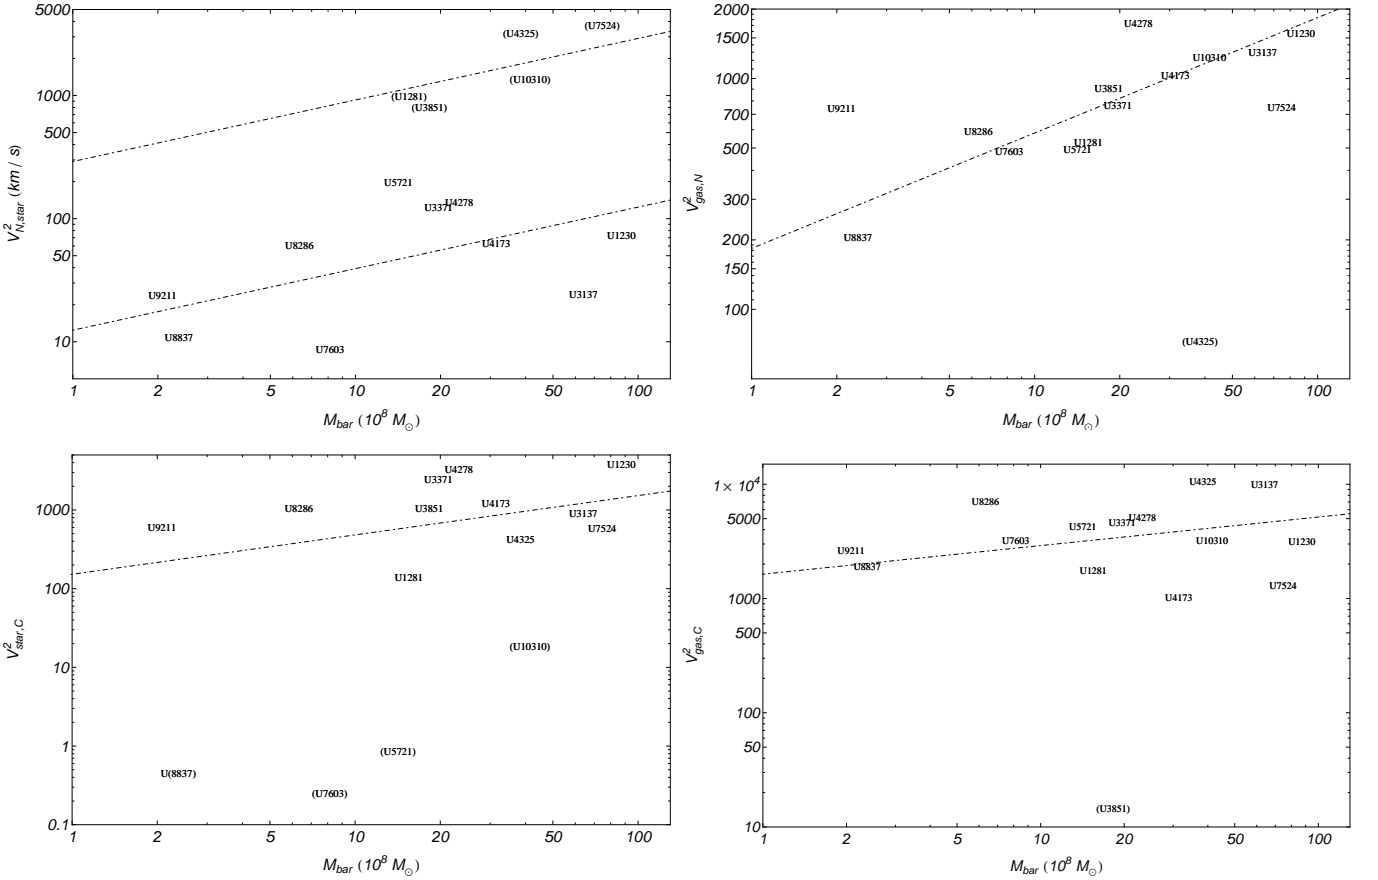 5000
1000
500
100
50
10
V²N,star (km / s)
(U7524)
(U4325)
(U10310)
(U1281)
(U3851)
U5721
U4278
U3371
U8286
U4173
U1230
U9211
U3137
U8837
U7603
1 2 5 10 20 50 100
Mbar (10⁸ M⊙)
2000
1500
1000
700
500
300
200
150
100
V²gas,N
U4278
U1230
U3137
U10310
U4173
U3851
U9211
U3371
U7524
U8286
U1281
U7603
U5721
U8837
(U4325)
1 2 5 10 20 50 100
Mbar (10⁸ M⊙)
1000
100
10
1
0.1
V²star,C
U1230
U4278
U3371
U4173
U8286
U3851
U3137
U9211
U7524
U4325
U1281
(U10310)
(U5721)
U(8837)
(U7603)
1 2 5 10 20 50 100
Mbar (10⁸ M⊙)
1× 10⁴
5000
1000
500
100
50
10
V²gas,C
U4325
U3137
U8286
U4278
U3371
U5721
U7603
U10310
U1230
U9211
U8837
U1281
U7524
U4173
(U3851)
1 2 5 10 20 50 100
Mbar (10⁸ M⊙)